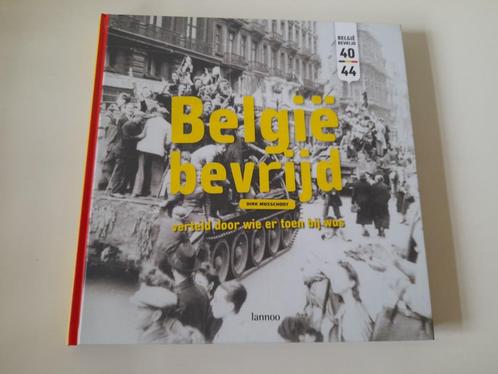 BELGIË
BEVRIJD
40
44
België
bevrijd
DIRK MUSSCHOOT
verteld door wie er toen bij was
lannoo